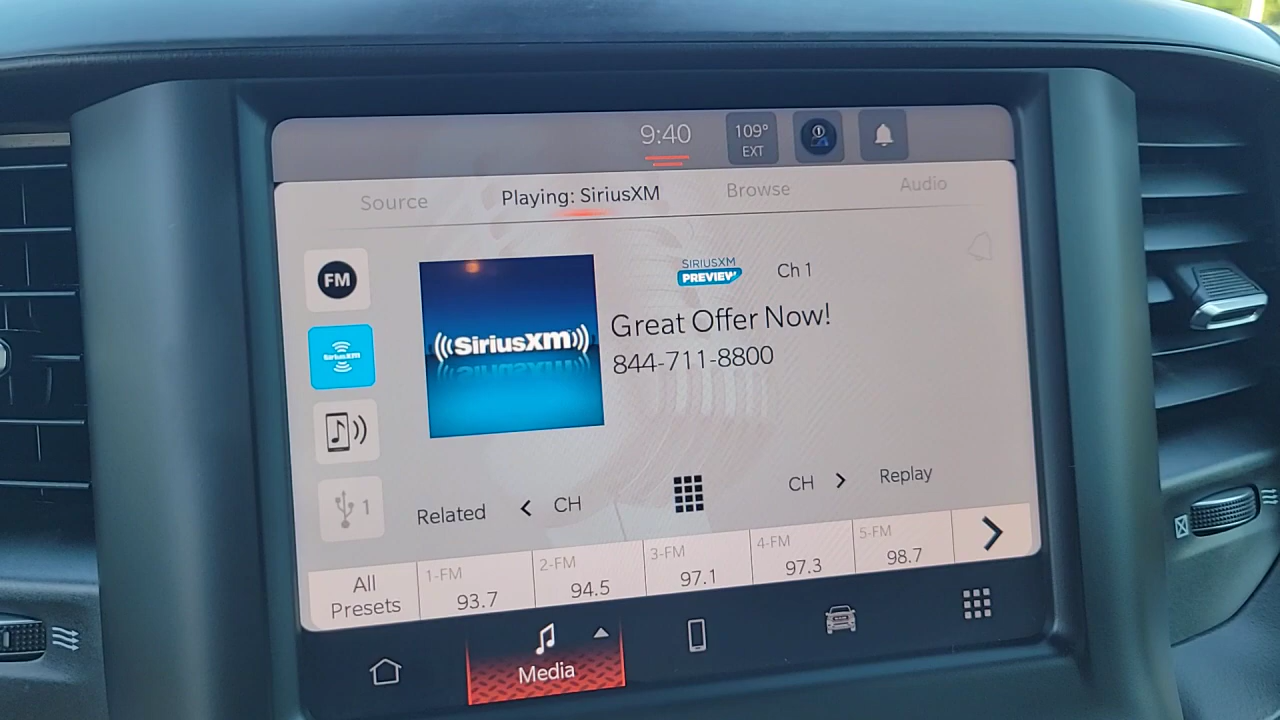 9:40
109°
EXT
Source
Playing: SiriusXM
Browse
Audio
FM
SiriusXM
SIRIUSXM
PREVIEW
Ch 1
SiriusXM
Great Offer Now!
844-711-8800
1
Related
CH
CH
Replay
All
Presets
1-FM
93.7
2-FM
94.5
3-FM
97.1
4-FM
97.3
5-FM
98.7
Media